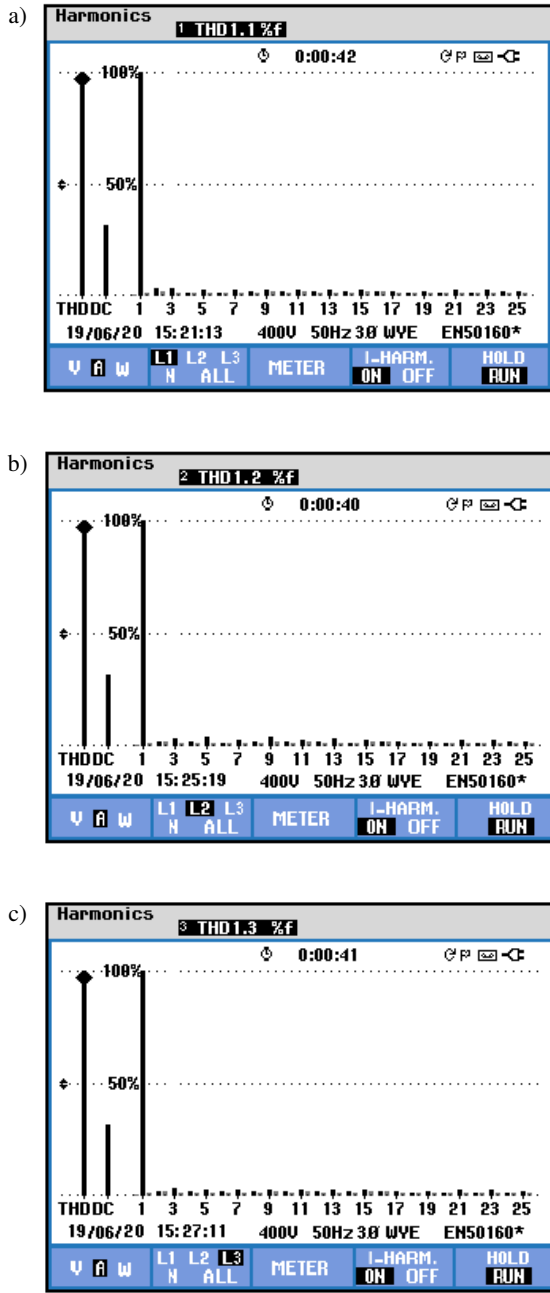 a)
Harmonics
1 THD1.1 %f
0:00:42
100%
50%
THD DC 1 3 5 7 9 11 13 15 17 19 21 23 25
19/06/20 15:21:13 400V 50Hz 3Ø WYE EN50160*
V A W L1 L2 L3 N ALL METER I-HARM. ON OFF HOLD RUN
b)
Harmonics
2 THD1.2 %f
0:00:40
100%
50%
THD DC 1 3 5 7 9 11 13 15 17 19 21 23 25
19/06/20 15:25:19 400V 50Hz 3Ø WYE EN50160*
V A W L1 L2 L3 N ALL METER I-HARM. ON OFF HOLD RUN
c)
Harmonics
3 THD1.3 %f
0:00:41
100%
50%
THD DC 1 3 5 7 9 11 13 15 17 19 21 23 25
19/06/20 15:27:11 400V 50Hz 3Ø WYE EN50160*
V A W L1 L2 L3 N ALL METER I-HARM. ON OFF HOLD RUN